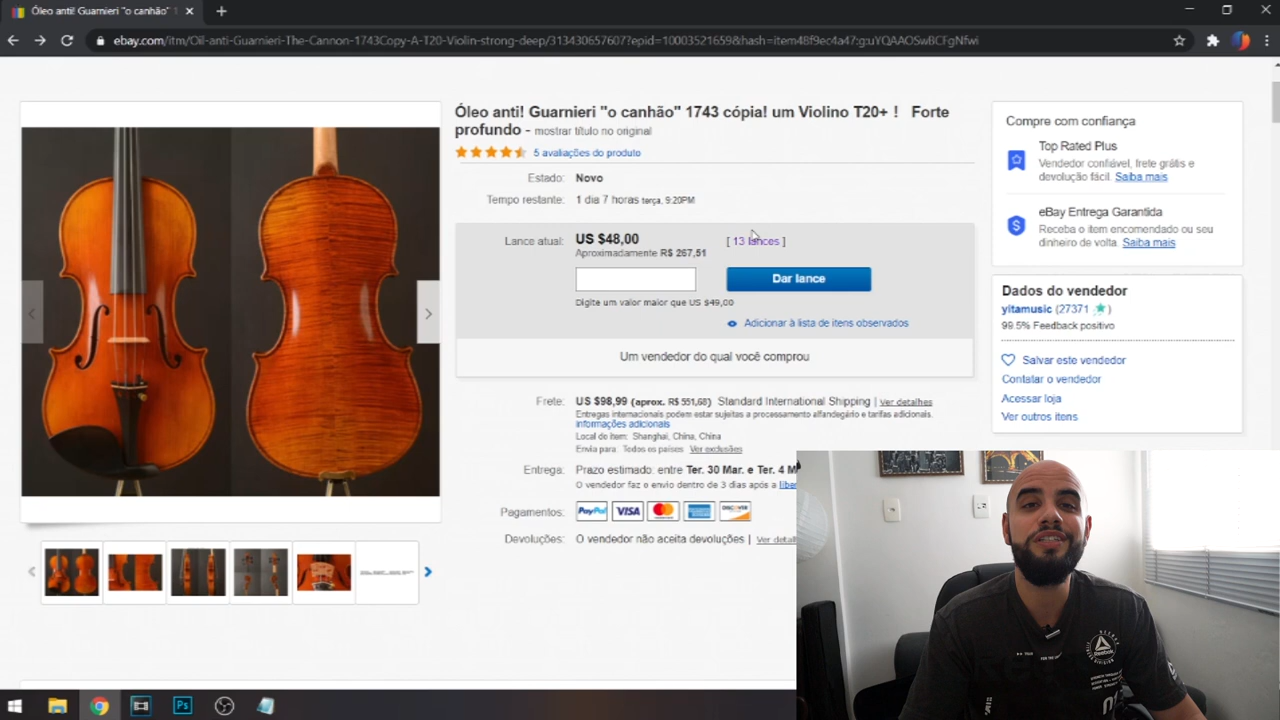 Óleo anti! Guarnieri "o canhão" 1
ebay.com/itm/Oil-anti-Guarnieri-The-Cannon-1743Copy-A-T20-Violin-strong-deep/313430657607?epid=10003521659&hash=item48f9ec4a47:g:uYQAAOSwBCFgNfwi
Óleo anti! Guarnieri "o canhão" 1743 cópia! um Violino T20+ ! Forte
profundo - mostrar título no original
5 avaliações do produto
Estado: Novo
Tempo restante: 1 dia 7 horas terça, 9:20PM
Lance atual: US $48,00 [ 13 lances ]
Aproximadamente R$ 267,51
Dar lance
Digite um valor maior que US $49,00
Adicionar à lista de itens observados
Um vendedor do qual você comprou
Frete: US $98,99 (aprox. R$ 551,68) Standard International Shipping | Ver detalhes
Entregas internacionais podem estar sujeitas a processamento alfandegário e tarifas adicionais.
informações adicionais
Local do item: Shanghai, China, China
Envia para: Todos os países Ver exclusões
Entrega: Prazo estimado: entre Ter. 30 Mar. e Ter. 4 M
O vendedor faz o envio dentro de 3 dias após a libe
Pagamentos: PayPal VISA MasterCard DISCOVER
Devoluções: O vendedor não aceita devoluções | Ver detal
Compre com confiança
Top Rated Plus
Vendedor confiável, frete grátis e
devolução fácil. Saiba mais
eBay Entrega Garantida
Receba o item encomendado ou seu
dinheiro de volta. Saiba mais
Dados do vendedor
yitamusic (27371 )
99.5% Feedback positivo
Salvar este vendedor
Contatar o vendedor
Acessar loja
Ver outros itens
Reebok
Ps